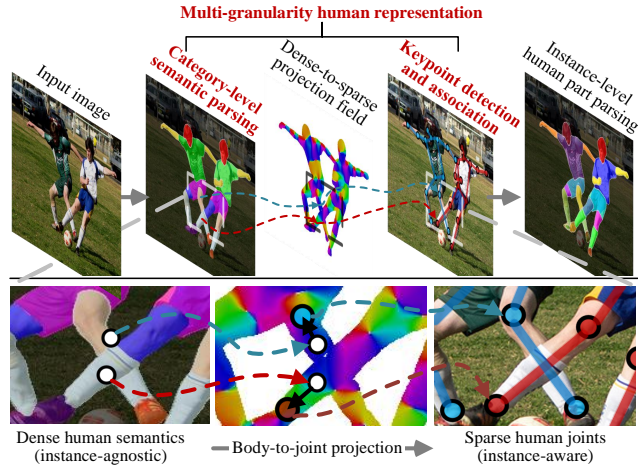 Multi-granularity human representation
Input image
Category-level
semantic parsing
Dense-to-sparse
projection field
Keypoint detection
and association
Instance-level
human part parsing
Dense human semantics
(instance-agnostic)
Body-to-joint projection
Sparse human joints
(instance-aware)